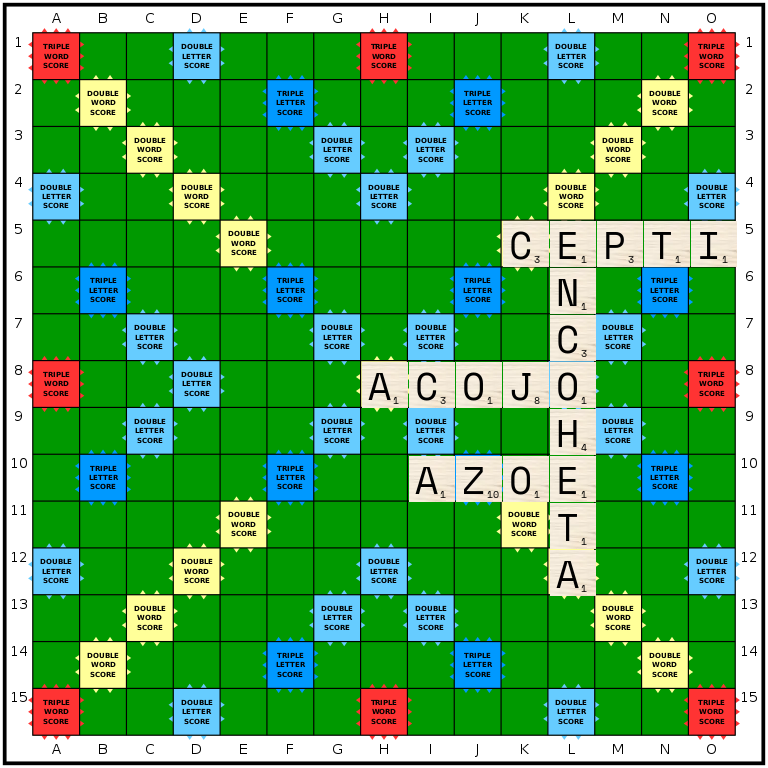 A B C D E F G H I J K L M N O
1 TRIPLE WORD SCORE DOUBLE LETTER SCORE TRIPLE WORD SCORE DOUBLE LETTER SCORE TRIPLE WORD SCORE 1
2 DOUBLE WORD SCORE TRIPLE LETTER SCORE TRIPLE LETTER SCORE DOUBLE WORD SCORE 2
3 DOUBLE WORD SCORE DOUBLE LETTER SCORE DOUBLE LETTER SCORE DOUBLE WORD SCORE 3
4 DOUBLE LETTER SCORE DOUBLE WORD SCORE DOUBLE LETTER SCORE DOUBLE WORD SCORE DOUBLE LETTER SCORE 4
5 DOUBLE WORD SCORE C3 E1 P3 T1 I1 5
6 TRIPLE LETTER SCORE TRIPLE LETTER SCORE TRIPLE LETTER SCORE N1 TRIPLE LETTER SCORE 6
7 DOUBLE LETTER SCORE DOUBLE LETTER SCORE DOUBLE LETTER SCORE C3 DOUBLE LETTER SCORE 7
8 TRIPLE WORD SCORE DOUBLE LETTER SCORE A1 C3 O1 J8 O1 TRIPLE WORD SCORE 8
9 DOUBLE LETTER SCORE DOUBLE LETTER SCORE DOUBLE LETTER SCORE H4 DOUBLE LETTER SCORE 9
10 TRIPLE LETTER SCORE TRIPLE LETTER SCORE A1 Z10 O1 E1 TRIPLE LETTER SCORE 10
11 DOUBLE WORD SCORE DOUBLE WORD SCORE T1 11
12 DOUBLE LETTER SCORE DOUBLE WORD SCORE DOUBLE LETTER SCORE A1 DOUBLE LETTER SCORE 12
13 DOUBLE WORD SCORE DOUBLE LETTER SCORE DOUBLE LETTER SCORE DOUBLE WORD SCORE 13
14 DOUBLE WORD SCORE TRIPLE LETTER SCORE TRIPLE LETTER SCORE DOUBLE WORD SCORE 14
15 TRIPLE WORD SCORE DOUBLE LETTER SCORE TRIPLE WORD SCORE DOUBLE LETTER SCORE TRIPLE WORD SCORE 15
A B C D E F G H I J K L M N O